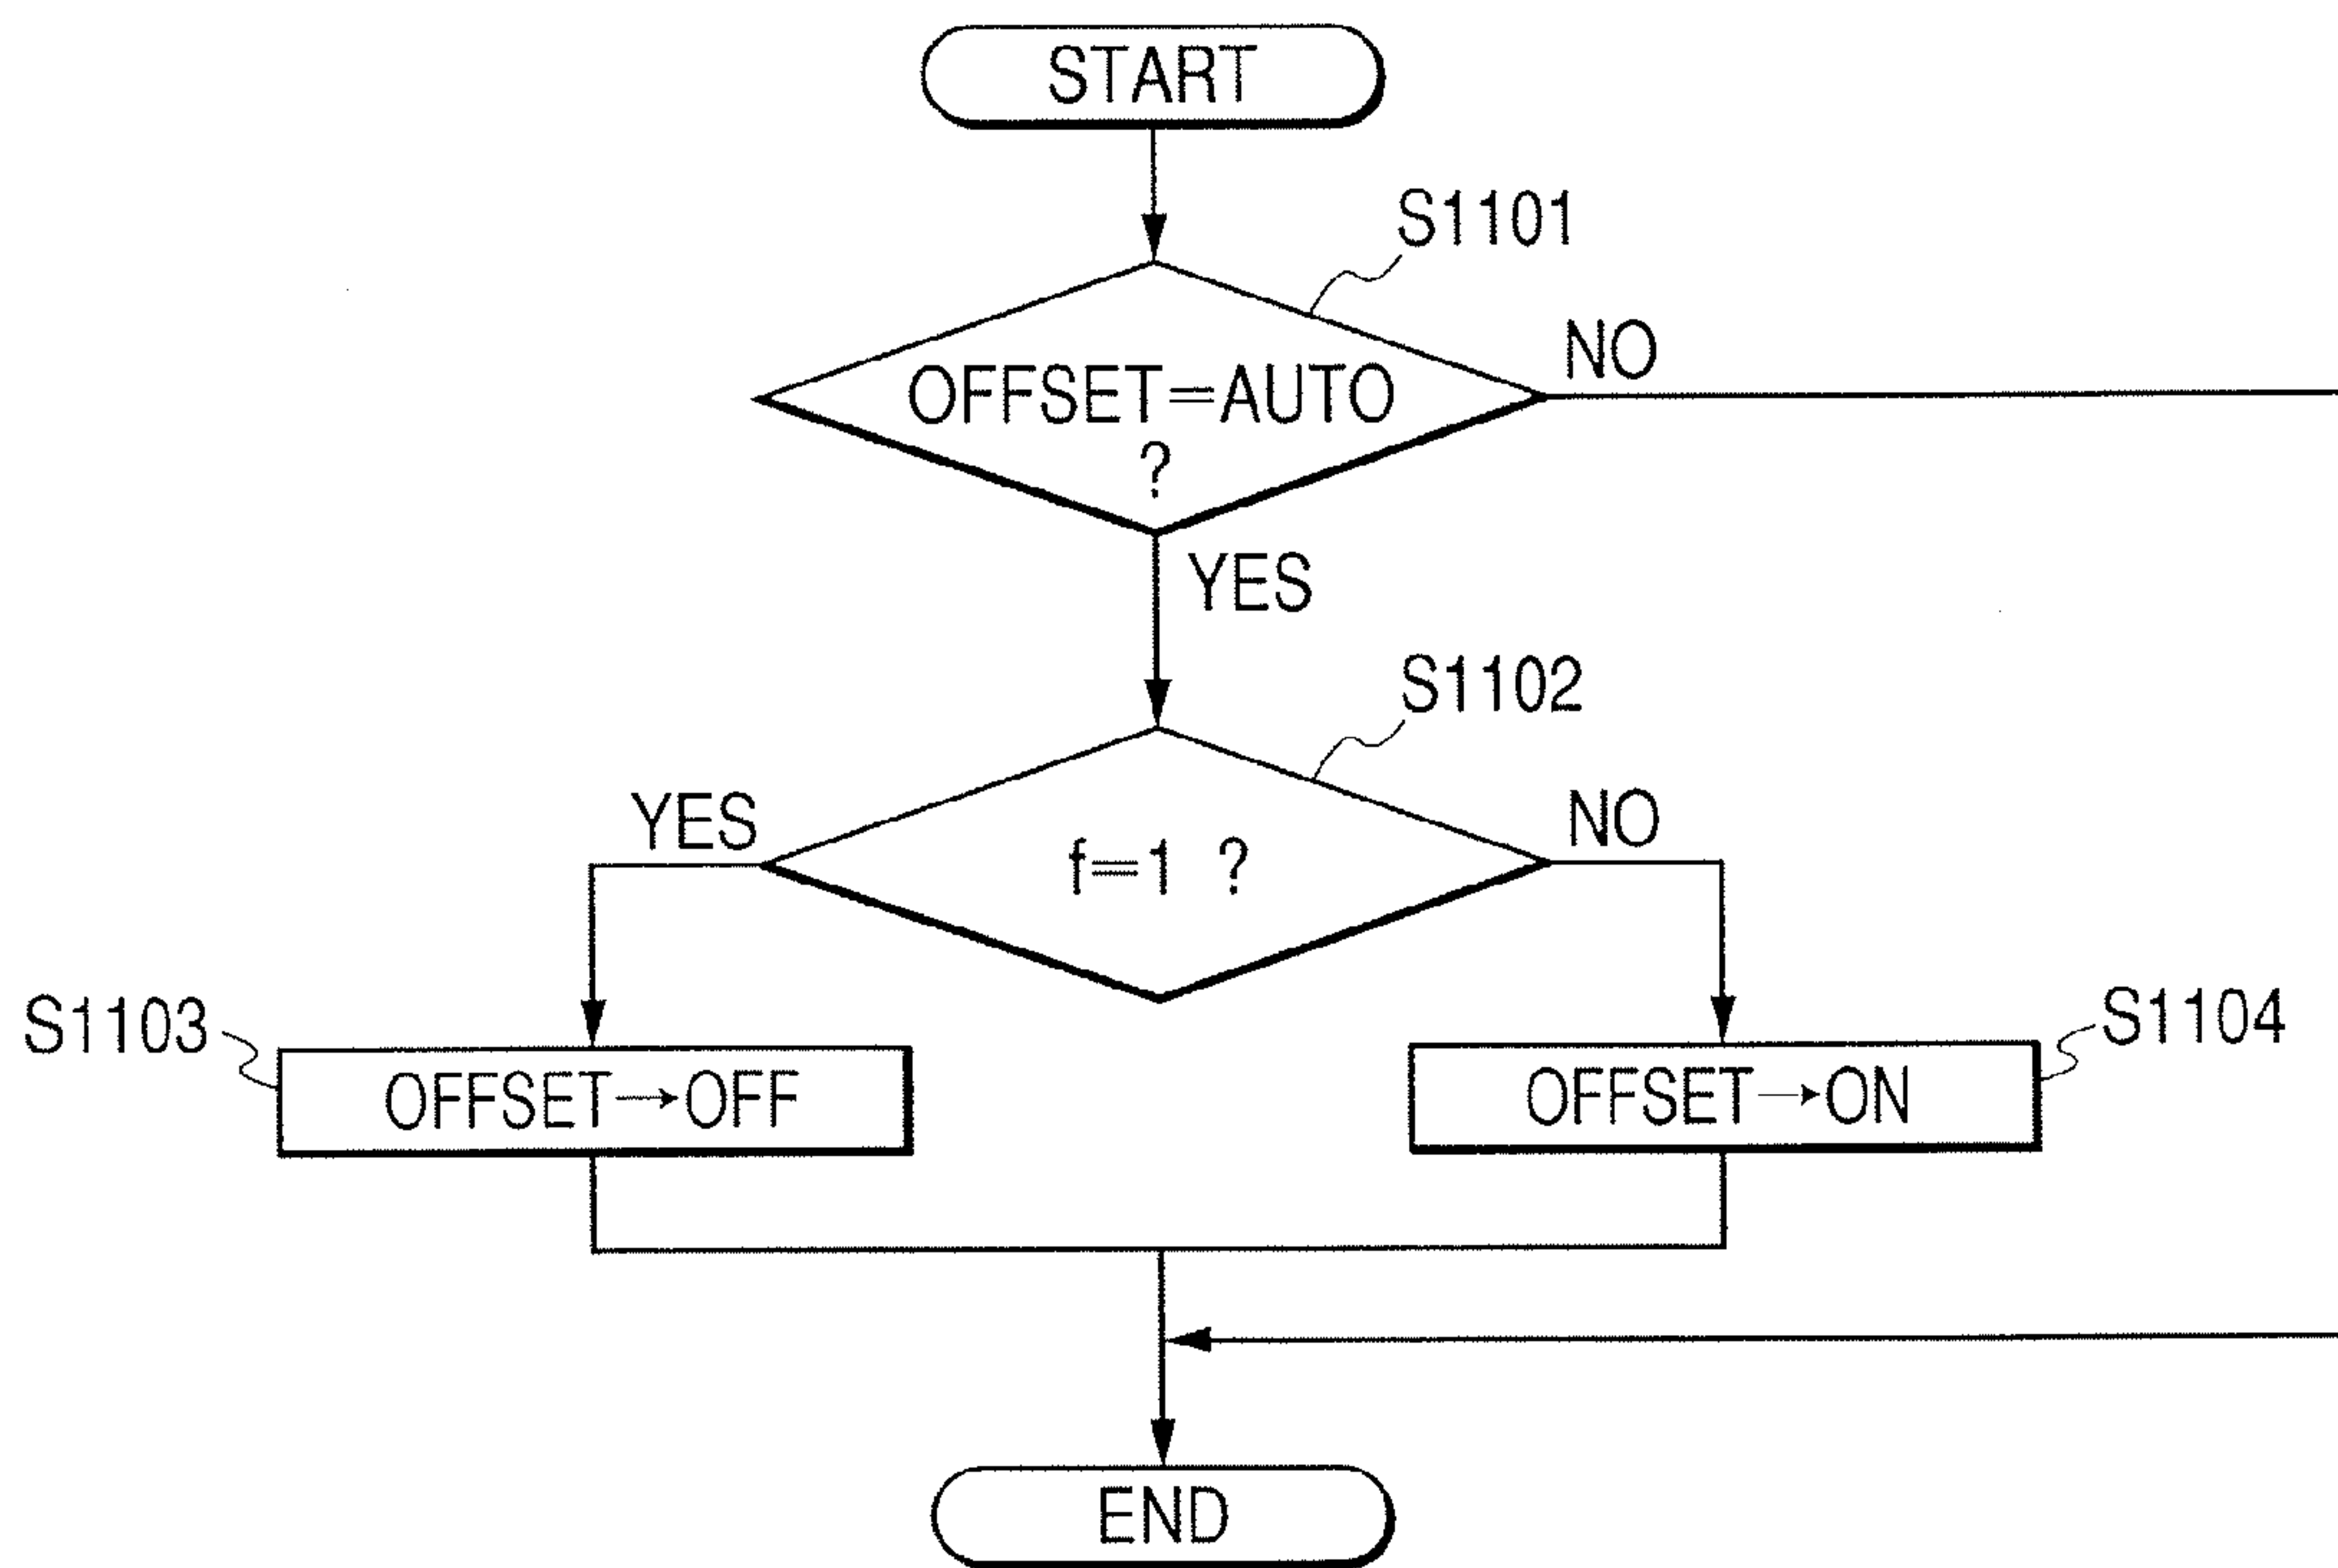 START
S1101
OFFSET=AUTO
?
NO
YES
S1102
YES
f=1 ?
NO
S1103
OFFSET→OFF
OFFSET→ON
S1104
END